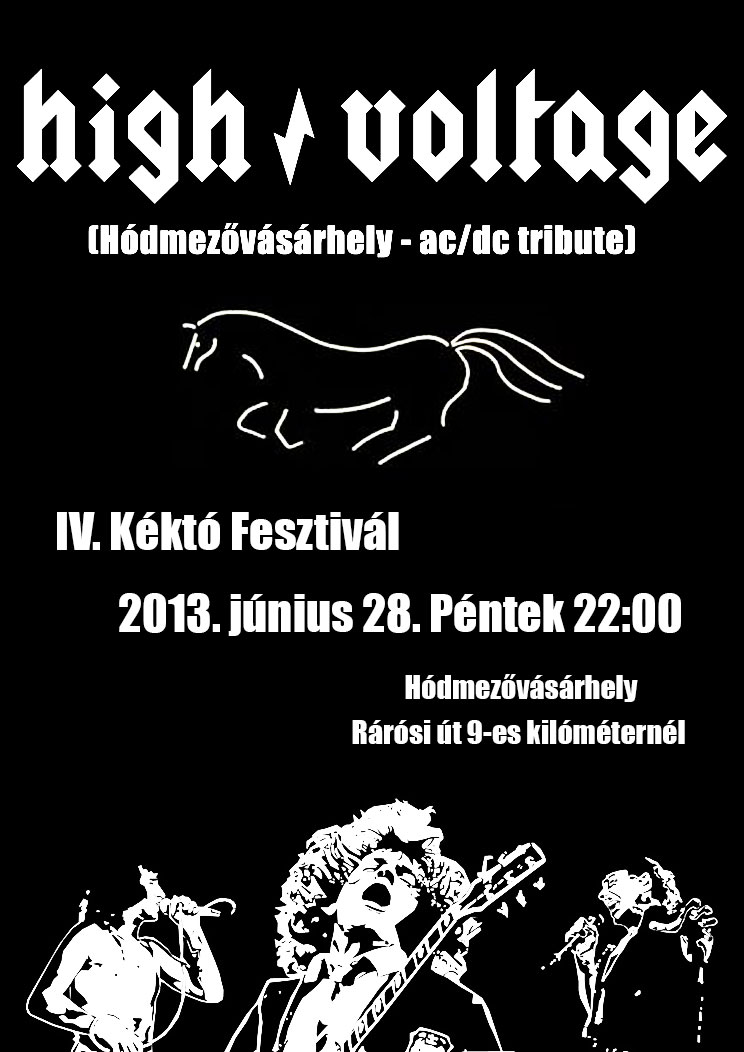 high voltage
(Hódmezővásárhely - ac/dc tribute)
IV. Kéktó Fesztivál
2013. június 28. Péntek 22:00
Hódmezővásárhely
Rárósi út 9-es kilóméternél